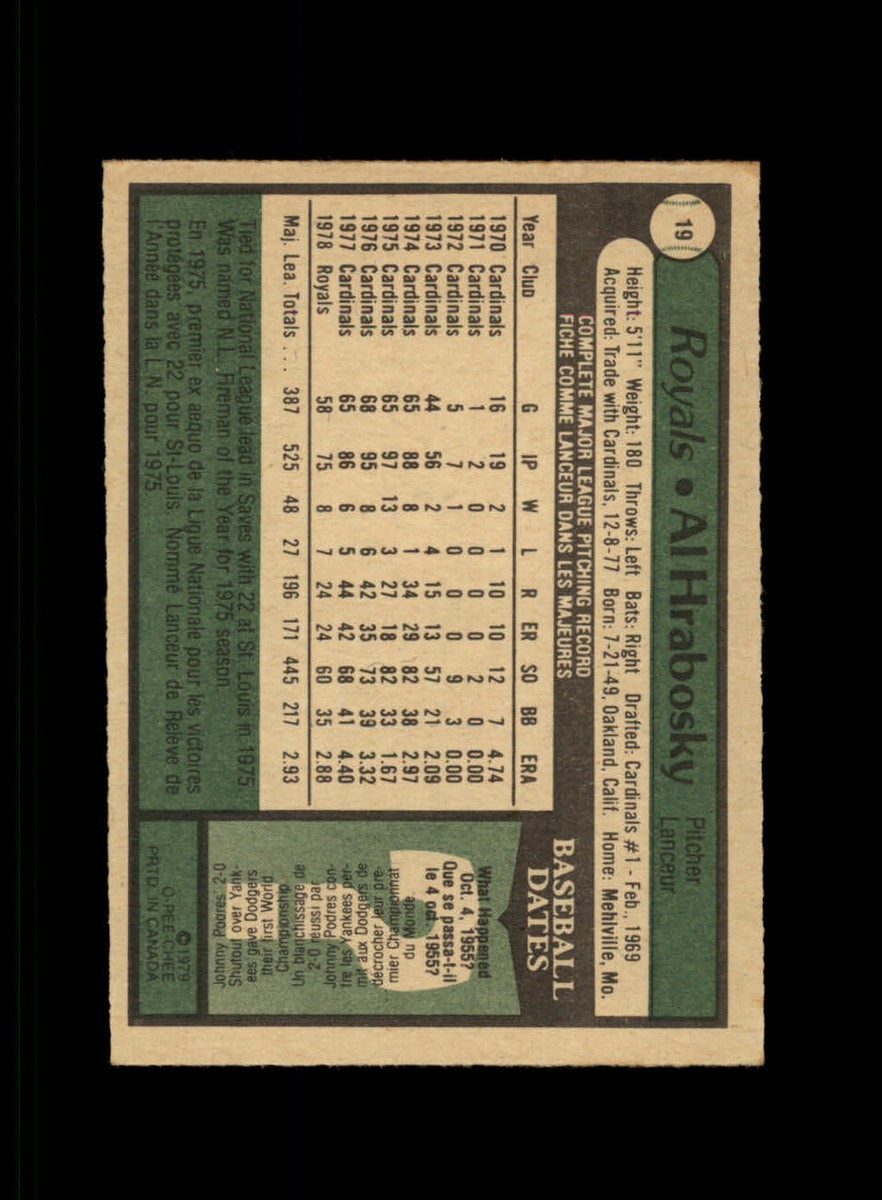 19
Royals • Al Hrabosky
Pitcher
Lanceur
Height: 5'11" Weight: 180 Throws: Left Bats: Right Drafted: Cardinals #1 - Feb., 1969
Acquired: Trade with Cardinals, 12-8-77 Born: 7-21-49, Oakland, Calif. Home: Mehlville, Mo.
COMPLETE MAJOR LEAGUE PITCHING RECORD
FICHE COMME LANCEUR DANS LES MAJEURES
Year Club G IP W L R ER SO BB ERA
1970 Cardinals 16 19 2 1 10 10 12 7 4.74
1971 Cardinals 1 2 0 0 0 0 2 0 0.00
1972 Cardinals 5 7 1 0 0 0 9 3 0.00
1973 Cardinals 44 56 2 4 15 13 57 21 2.09
1974 Cardinals 65 88 8 1 34 29 82 38 2.97
1975 Cardinals 65 97 13 3 27 18 82 33 1.67
1976 Cardinals 68 95 8 6 42 35 73 39 3.32
1977 Cardinals 65 86 6 5 44 42 68 41 4.40
1978 Royals 58 75 8 7 24 24 60 35 2.88
Maj. Lea. Totals . . . 387 525 48 27 196 171 445 217 2.93
Tied for National League lead in Saves with 22 at St. Louis in 1975
Was named N.L. Fireman of the Year for 1975 season
En 1975, premier ex aequo de la Ligue Nationale pour les victoires
protégées avec 22 pour St-Louis. Nommé Lanceur de Relève de
l'Année dans la L.N. pour 1975
BASEBALL
DATES
What Happened
Oct. 4, 1955?
Que se passa-t-il
le 4 oct. 1955?
Johnny Podres' 2-0
Shutout over Yank-
ees gave Dodgers
their first World
Championship
Un blanchissage de
2-0 réussi par
Johnny Podres con-
tre les Yankees per-
mit aux Dodgers de
décrocher leur pre-
mier Championnat
du Monde.
© 1979
O-PEE-CHEE
PRTD. IN CANADA